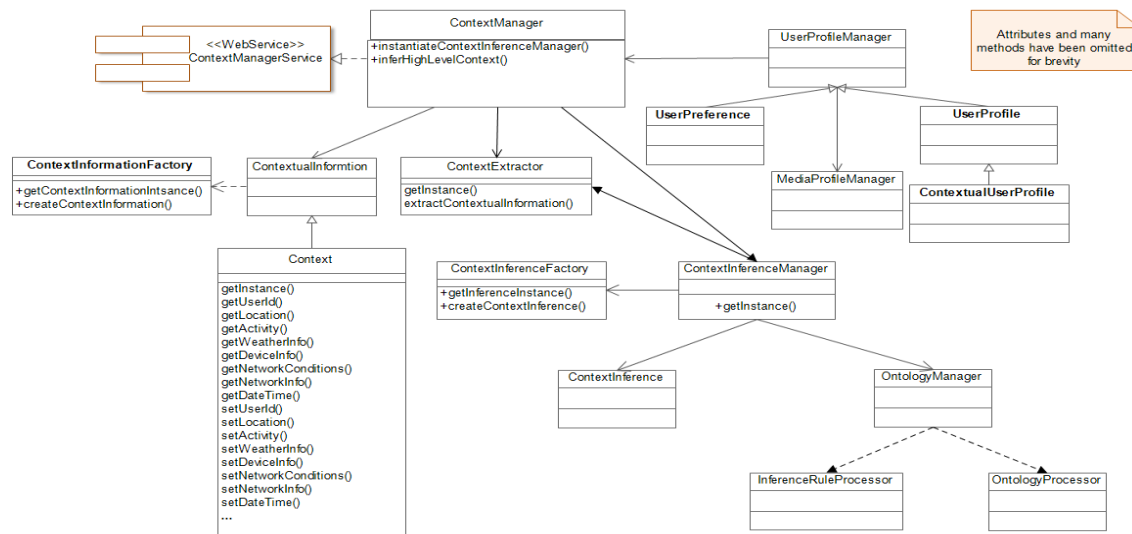 <<WebService>>
ContextManagerService
ContextManager
+instantiateContextInferenceManager()
+inferHighLevelContext()
UserProfileManager
Attributes and many
methods have been omitted
for brevity
UserPreference
UserProfile
MediaProfileManager
ContextualUserProfile
ContextInformationFactory
+getContextInformationIntsance()
+createContextInformation()
ContextualInformtion
ContextExtractor
getInstance()
extractContextualInformation()
Context
getInstance()
getUserId()
getLocation()
getActivity()
getWeatherInfo()
getDeviceInfo()
getNetworkConditions()
getNetworkInfo()
getDateTime()
setUserId()
setLocation()
setActivity()
setWeatherInfo()
setDeviceInfo()
setNetworkConditions()
setNetworkInfo()
setDateTime()
...
ContextInferenceFactory
+getInferenceInstance()
+createContextInference()
ContextInferenceManager
+getInstance()
ContextInference
OntologyManager
InferenceRuleProcessor
OntologyProcessor